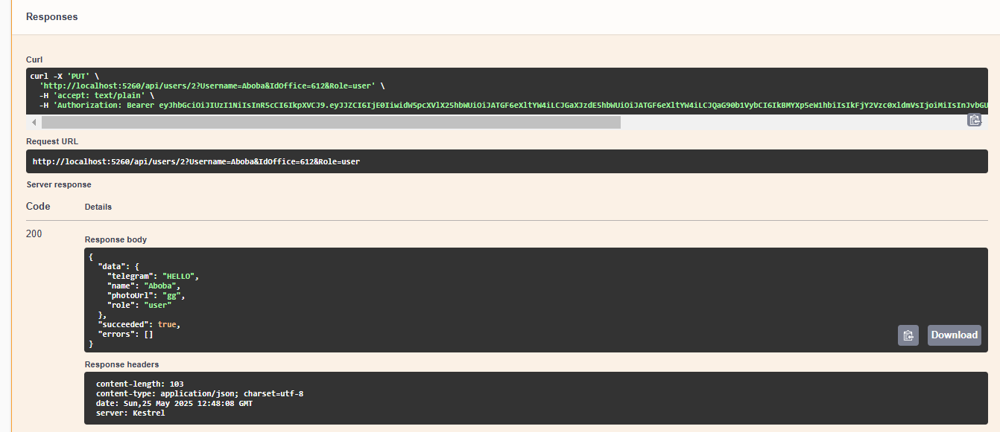 Responses
Curl
curl -X 'PUT' \
'http://localhost:5260/api/users/2?Username=Aboba&IdOffice=612&Role=user' \
-H 'accept: text/plain' \
-H 'Authorization: Bearer
Request URL
http://localhost:5260/api/users/2?Username=Aboba&IdOffice=612&Role=user
Server response
Code Details
200
Response body
{
"data": {
"telegram": "HELLO",
"name": "Aboba",
"photoUrl": "gg",
"role": "user"
},
"succeeded": true,
"errors": []
}
Download
Response headers
content-length: 103
content-type: application/json; charset=utf-8
date: Sun,25 May 2025 12:48:08 GMT
server: Kestrel